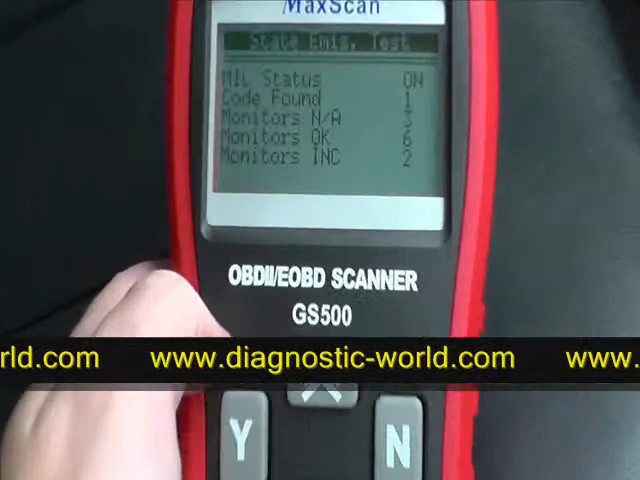 MaxScan
State Emis. Test
MIL Status ON
Code Found 1
Monitors N/A 3
Monitors OK 6
Monitors INC 2
OBDII/EOBD SCANNER
GS500
rld.com www.diagnostic-world.com www.
Y N